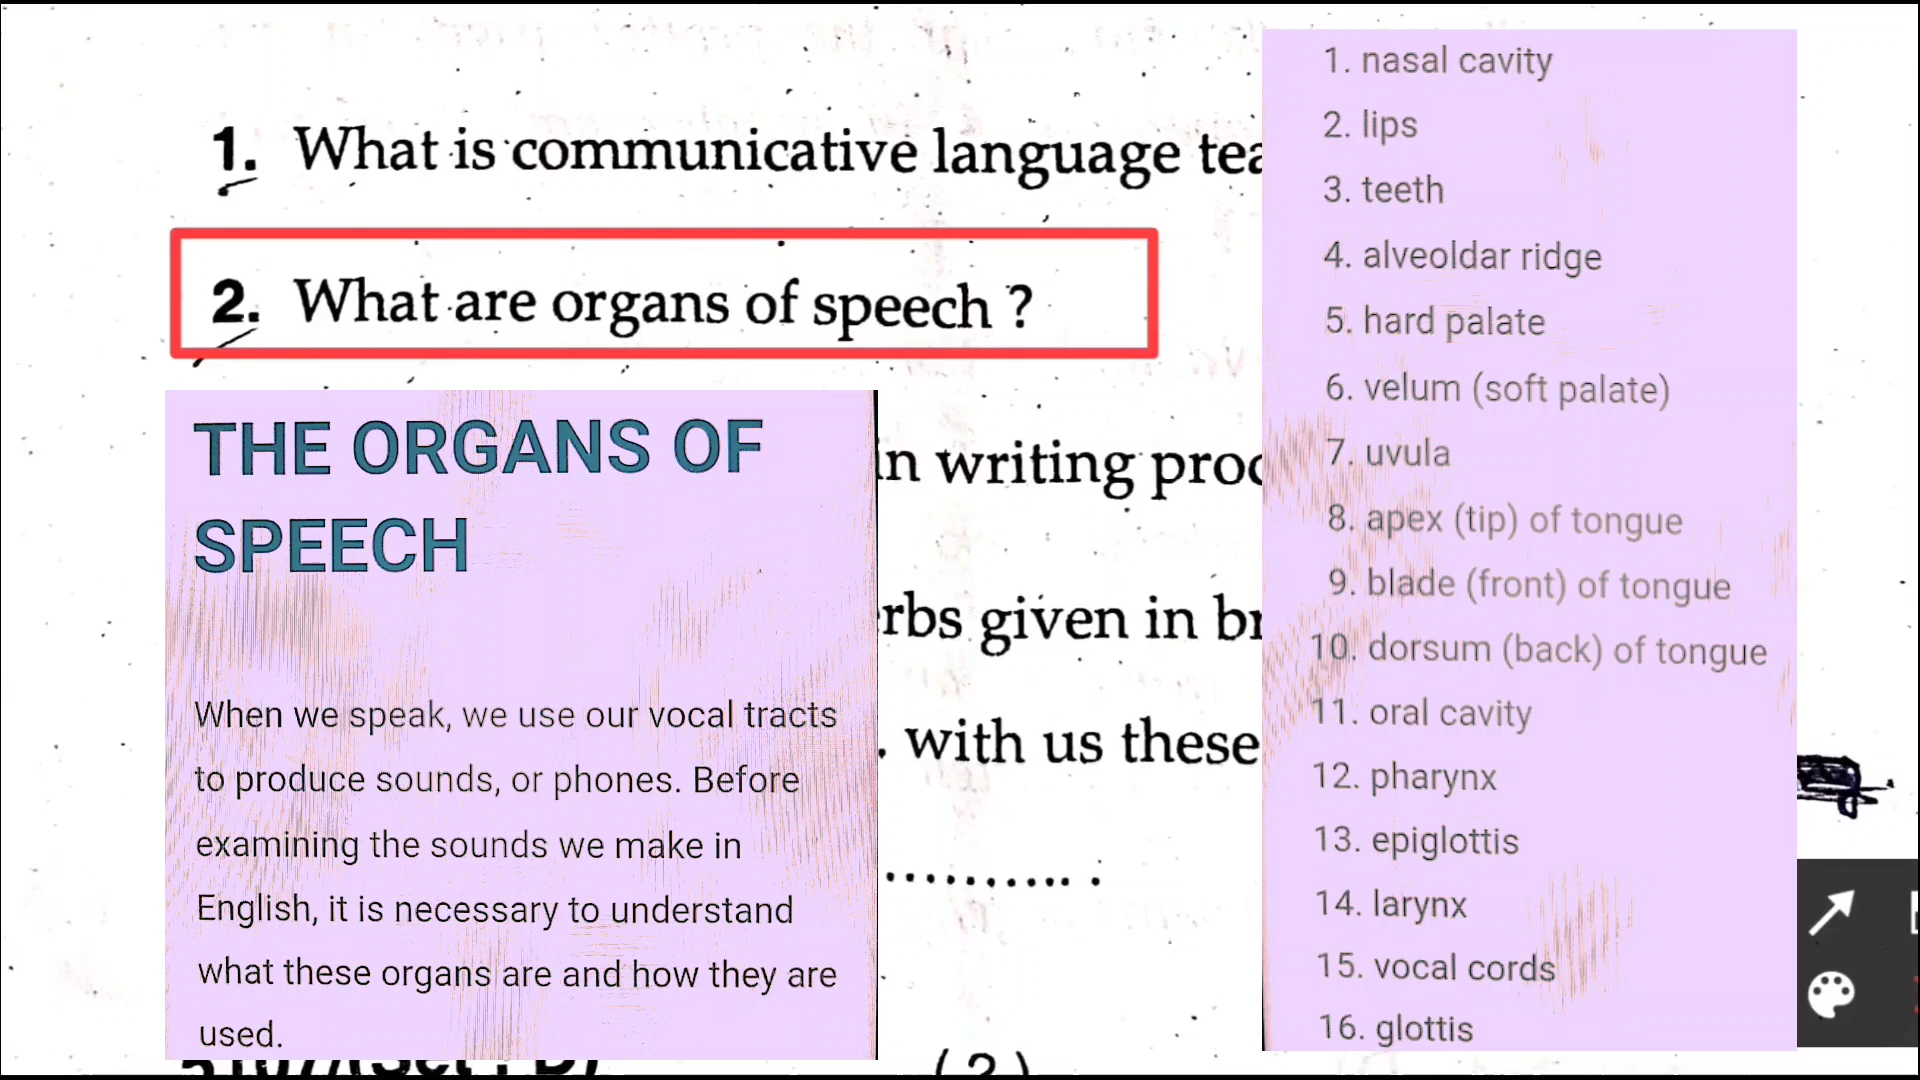 1. What is communicative language tea
2. What are organs of speech ?
THE ORGANS OF
SPEECH
When we speak, we use our vocal tracts
to produce sounds, or phones. Before
examining the sounds we make in
English, it is necessary to understand
what these organs are and how they are
used.
in writing proc
rbs given in br
. with us these
.......... .
(2)
1. nasal cavity
2. lips
3. teeth
4. alveoldar ridge
5. hard palate
6. velum (soft palate)
7. uvula
8. apex (tip) of tongue
9. blade (front) of tongue
10. dorsum (back) of tongue
11. oral cavity
12. pharynx
13. epiglottis
14. larynx
15. vocal cords
16. glottis